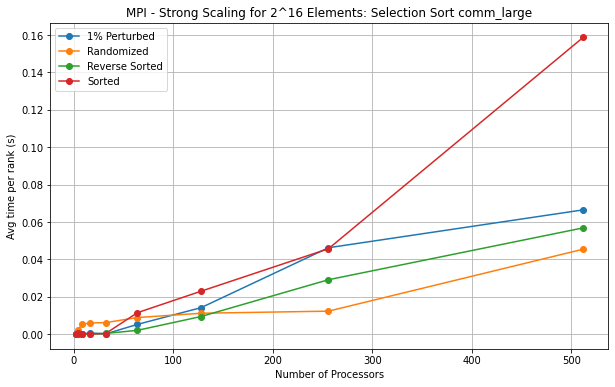 MPI - Strong Scaling for 2^16 Elements: Selection Sort comm_large
1% Perturbed
Randomized
Reverse Sorted
Sorted
Avg time per rank (s)
0.16
0.14
0.12
0.10
0.08
0.06
0.04
0.02
0.00
0 100 200 300 400 500
Number of Processors